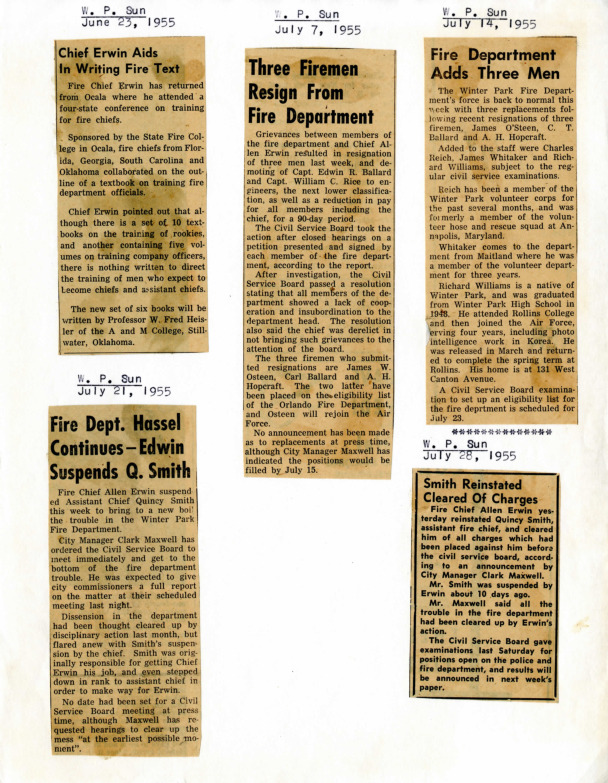 W. P. Sun
June 23, 1955
Chief Erwin Aids
In Writing Fire Text
Fire Chief Erwin has returned
from Ocala where he attended a
four-state conference on training
for fire chiefs.
Sponsored by the State Fire Col-
lege in Ocala, fire chiefs from Flor-
ida, Georgia, South Carolina and
Oklahoma collaborated on the out-
line of a textbook on training fire
department officials.
Chief Erwin pointed out that al-
though there is a set of 10 text-
books on the training of rookies,
and another containing five vol-
umes on training company officers,
there is nothing written to direct
the training of men who expect to
become chiefs and assistant chiefs.
The new set of six books will be
written by Professor W. Fred Heis-
ler of the A and M College, Still-
water, Oklahoma.
W. P. Sun
July 21, 1955
Fire Dept. Hassel
Continues—Edwin
Suspends Q. Smith
Fire Chief Allen Erwin suspend
ed Assistant Chief Quincy Smith
this week to bring to a new boil
the trouble in the Winter Park
Fire Department.
City Manager Clark Maxwell has
ordered the Civil Service Board to
meet immediately and get to the
bottom of the fire department
trouble. He was expected to give
city commissioners a full report
on the matter at their scheduled
meeting last night.
Dissension in the department
had been thought cleared up by
disciplinary action last month, but
flared anew with Smith's suspen-
sion by the chief. Smith was orig-
inally responsible for getting Chief
Erwin his job, and even stepped
down in rank to assistant chief in
order to make way for Erwin.
No date had been set for a Civil
Service Board meeting at press
time, although Maxwell has re-
quested hearings to clear up the
mess "at the earliest possible mo-
ment".
W. P. Sun
July 7, 1955
Three Firemen
Resign From
Fire Department
Grievances between members of
the fire department and Chief Al-
len Erwin resulted in resignation
of three men last week, and de-
moting of Capt. Edwin R. Ballard
and Capt. William C. Rice to en-
gineers, the next lower classifica-
tion, as well as a reduction in pay
for all members including the
chief, for a 90-day period.
The Civil Service Board took the
action after closed hearings on a
petition presented and signed by
each member of the fire depart-
ment, according to the report.
After investigation, the Civil
Service Board passed a resolution
stating that all members of the de-
partment showed a lack of coop-
eration and insubordination to the
department head. The resolution
also said the chief was derelict in
not bringing such grievances to the
attention of the board.
The three firemen who submit-
ted resignations are James W.
Osteen, Carl Ballard and A. H.
Hopcraft. The two latter have
been placed on the eligibility list
of the Orlando Fire Department,
and Osteen will rejoin the Air
Force.
No announcement has been made
as to replacements at press time,
although City Manager Maxwell has
indicated the positions would be
filled by July 15.
W. P. Sun
July 14, 1955
Fire Department
Adds Three Men
The Winter Park Fire Depart-
ment's force is back to normal this
week with three replacements fol-
lowing recent resignations of three
firemen, James O'Steen, C. T.
Ballard and A. H. Hopcraft.
Added to the staff were Charles
Reich, James Whitaker and Rich-
ard Williams, subject to the reg-
ular civil service examinations.
Reich has been a member of the
Winter Park volunteer corps for
the past several months, and was
formerly a member of the volun-
teer hose and rescue squad at An-
napolis, Maryland.
Whitaker comes to the depart-
ment from Maitland where he was
a member of the volunteer depart-
ment for three years.
Richard Williams is a native of
Winter Park, and was graduated
from Winter Park High School in
1948. He attended Rollins College
and then joined the Air Force,
serving four years, including photo
intelligence work in Korea. He
was released in March and return-
ed to complete the spring term at
Rollins. His home is at 131 West
Canton Avenue.
A Civil Service Board examina-
tion to set up an eligibility list for
the fire deprtment is scheduled for
July 23.
***************
W. P. Sun
July 28, 1955
Smith Reinstated
Cleared Of Charges
Fire Chief Allen Erwin yes-
terday reinstated Quincy Smith,
assistant fire chief, and cleared
him of all charges which had
been placed against him before
the civil service board, accord-
ing to an announcement by
City Manager Clark Maxwell.
Mr. Smith was suspended by
Erwin about 10 days ago.
Mr. Maxwell said all the
trouble in the fire department
had been cleared up by Erwin's
action.
The Civil Service Board gave
examinations last Saturday for
positions open on the police and
fire department, and results will
be announced in next week's
paper.